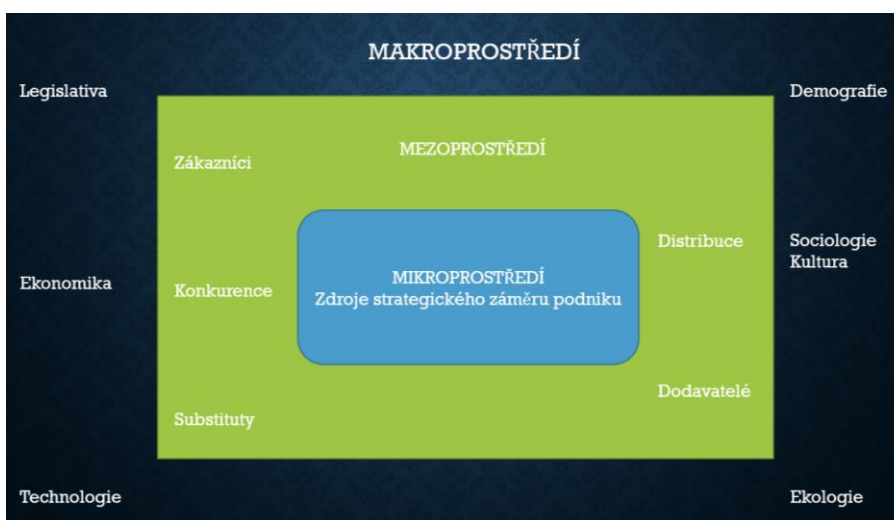 MAKROPROSTŘEDÍ
Legislativa
Demografie
MEZOPROSTŘEDÍ
Zákazníci
Distribuce
Sociologie
Kultura
Ekonomika
Konkurence
MIKROPROSTŘEDÍ
Zdroje strategického záměru podniku
Dodavatelé
Substituty
Technologie
Ekologie